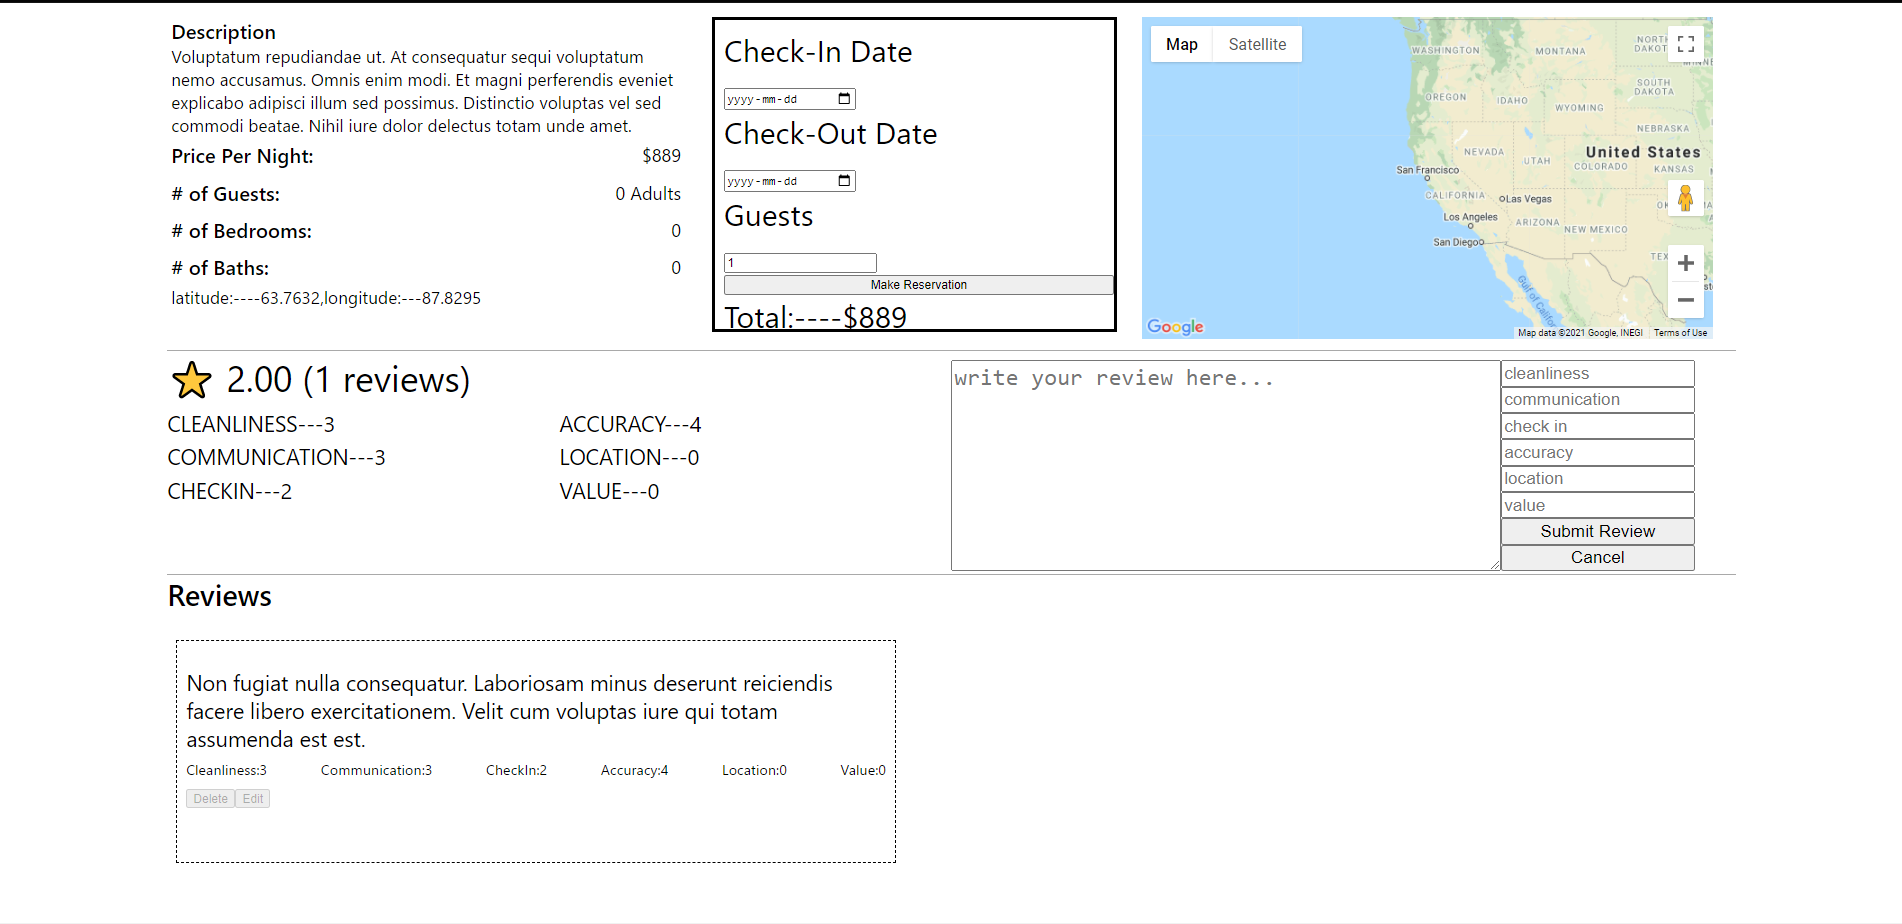 Description
Voluptatum repudiandae ut. At consequatur sequi voluptatum
nemo accusamus. Omnis enim modi. Et magni perferendis eveniet
explicabo adipisci illum sed possimus. Distinctio voluptas vel sed
commodi beatae. Nihil iure dolor delectus totam unde amet.
Price Per Night: $889
# of Guests: 0 Adults
# of Bedrooms: 0
# of Baths: 0
latitude:----63.7632,longitude:---87.8295
Check-In Date
yyyy-mm-dd
Check-Out Date
yyyy-mm-dd
Guests
1
Make Reservation
Total:----$889
Map Satellite
WASHINGTON
MONTANA
NORTH
DAKOT
SOUTH
DAKOTA
OREGON
IDAHO
WYOMING
NEBRASKA
United States
NEVADA
UTAH
COLORADO
KANSAS
San Francisco
CALIFORNIA
Las Vegas
Los Angeles
ARIZONA
NEW MEXICO
San Diego
Gulf of Califor
Google
Map data ©2021 Google, INEGI Terms of Use
2.00 (1 reviews)
CLEANLINESS---3 ACCURACY---4
COMMUNICATION---3 LOCATION---0
CHECKIN---2 VALUE---0
write your review here...
cleanliness
communication
check in
accuracy
location
value
Submit Review
Cancel
Reviews
Non fugiat nulla consequatur. Laboriosam minus deserunt reiciendis
facere libero exercitationem. Velit cum voluptas iure qui totam
assumenda est est.
Cleanliness:3 Communication:3 CheckIn:2 Accuracy:4 Location:0 Value:0
Delete Edit